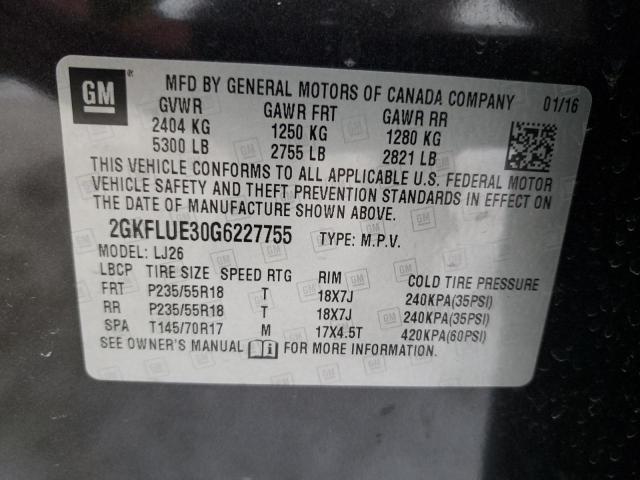 GM
MFD BY GENERAL MOTORS OF CANADA COMPANY 01/16
GVWR GAWR FRT GAWR RR
2404 KG 1250 KG 1280 KG
5300 LB 2755 LB 2821 LB
THIS VEHICLE CONFORMS TO ALL APPLICABLE U.S. FEDERAL MOTOR
VEHICLE SAFETY AND THEFT PREVENTION STANDARDS IN EFFECT ON
THE DATE OF MANUFACTURE SHOWN ABOVE.
2GKFLUE30G6227755 TYPE: M.P.V.
MODEL: LJ26
LBCP TIRE SIZE SPEED RTG RIM COLD TIRE PRESSURE
FRT P235/55R18 T 18X7J 240KPA(35PSI)
RR P235/55R18 T 18X7J 240KPA(35PSI)
SPA T145/70R17 M 17X4.5T 420KPA(60PSI)
SEE OWNER'S MANUAL FOR MORE INFORMATION.